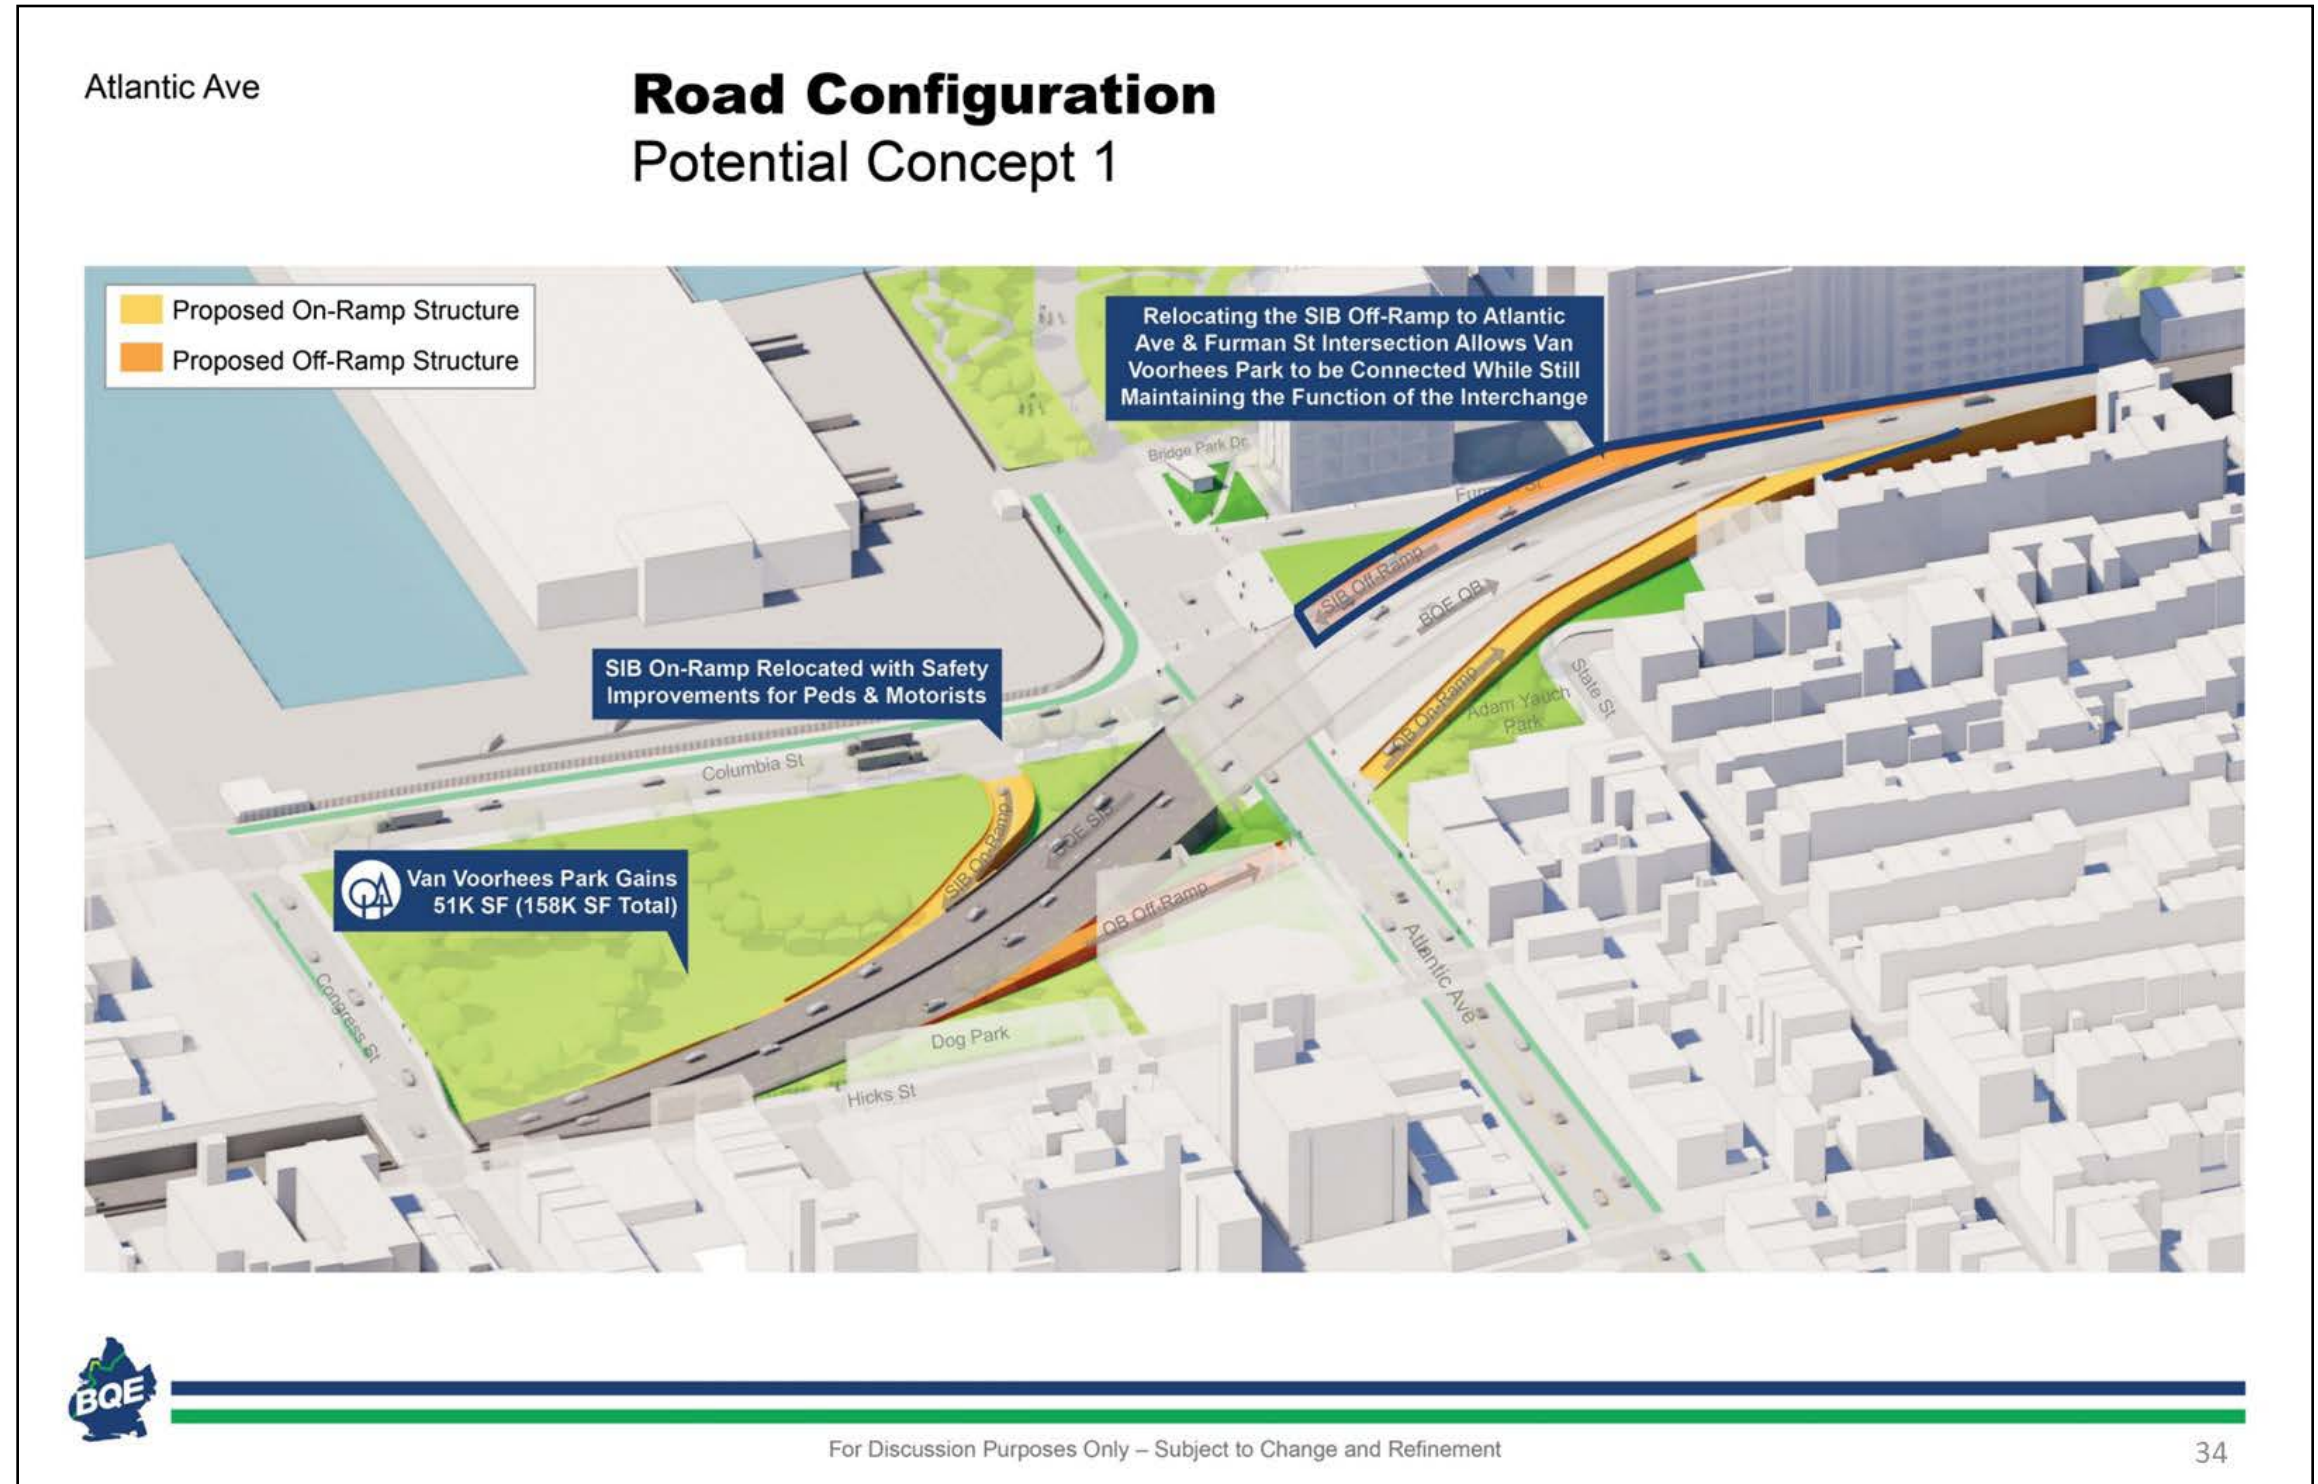 Atlantic Ave
Road Configuration
Potential Concept 1
Proposed On-Ramp Structure
Proposed Off-Ramp Structure
Relocating the SIB Off-Ramp to Atlantic
Ave & Furman St Intersection Allows Van
Voorhees Park to be Connected While Still
Maintaining the Function of the Interchange
Bridge Park Dr
Furman St
SIB Off-Ramp
BQE QB
SIB On-Ramp Relocated with Safety
Improvements for Peds & Motorists
QB On-Ramp
Adam Yauch
Park
State St
Columbia St
SIB On-Ramp
BQE SIB
Van Voorhees Park Gains
51K SF (158K SF Total)
QB Off-Ramp
Atlantic Ave
Congress St
Dog Park
Hicks St
BQE
For Discussion Purposes Only – Subject to Change and Refinement
34